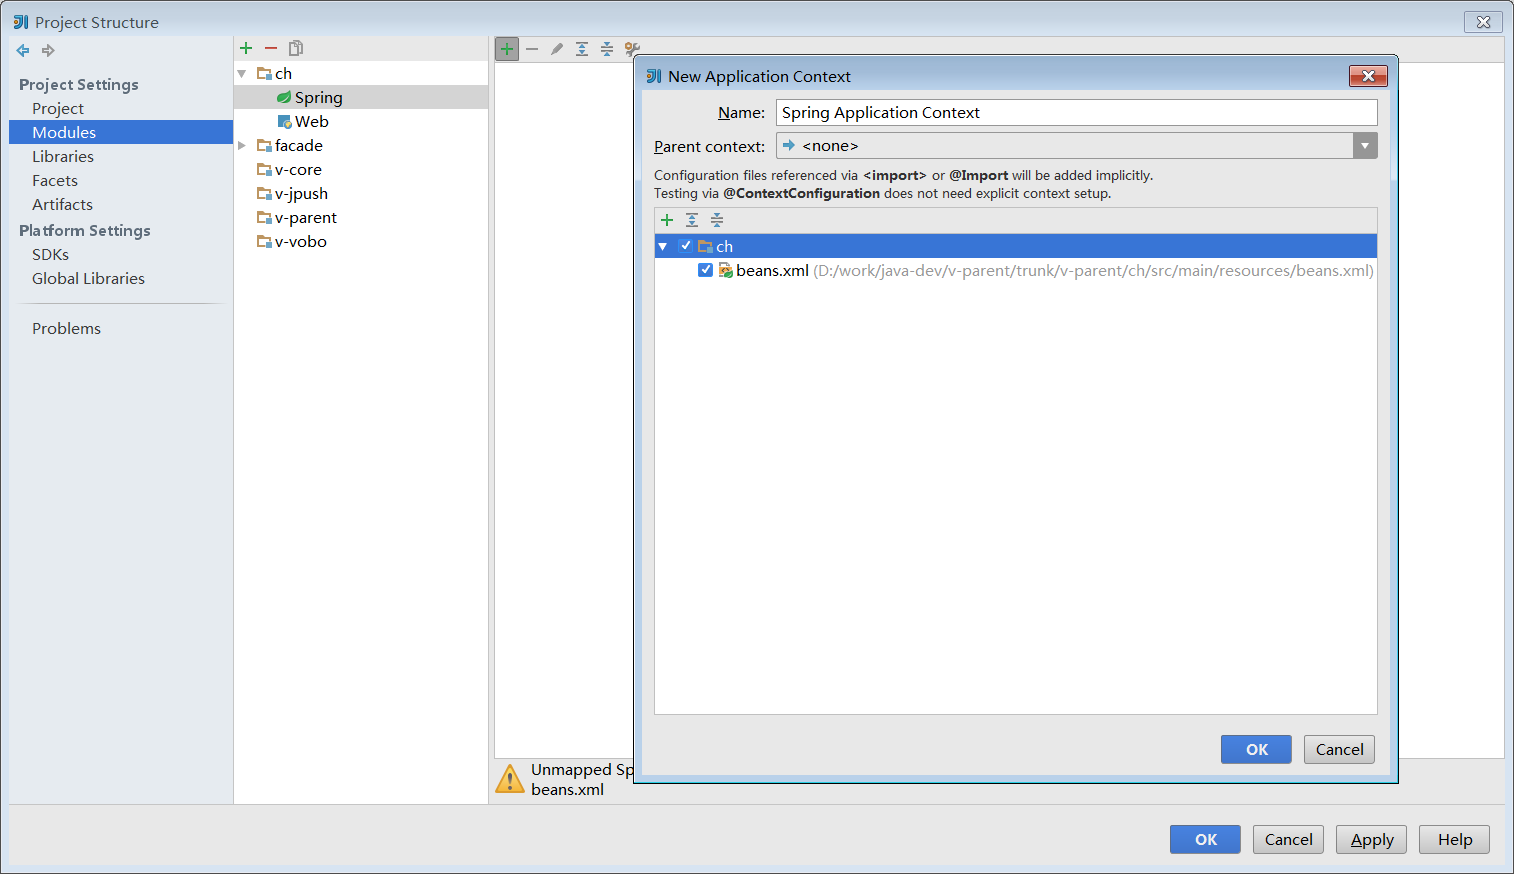 Project Structure
Project Settings
Project
Modules
Libraries
Facets
Artifacts
Platform Settings
SDKs
Global Libraries
Problems
ch
Spring
Web
facade
v-core
v-jpush
v-parent
v-vobo
New Application Context
Name: Spring Application Context
Parent context: <none>
Configuration files referenced via <import> or @Import will be added implicitly.
Testing via @ContextConfiguration does not need explicit context setup.
ch
beans.xml (D:/work/java-dev/v-parent/trunk/v-parent/ch/src/main/resources/beans.xml)
OK Cancel
Unmapped Sp
beans.xml
OK Cancel Apply Help